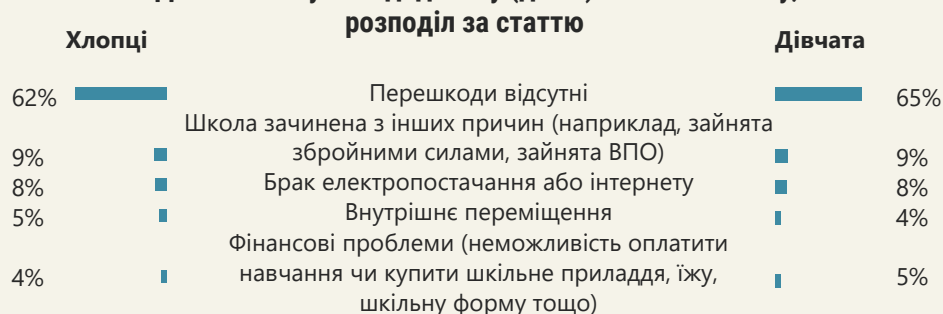 розподіл за статтю
Хлопці
Дівчата
62% Перешкоди відсутні 65%
Школа зачинена з інших причин (наприклад, зайнята
9% збройними силами, зайнята ВПО) 9%
8% Брак електропостачання або інтернету 8%
5% Внутрішнє переміщення 4%
Фінансові проблеми (неможливість оплатити
4% навчання чи купити шкільне приладдя, їжу, 5%
шкільну форму тощо)